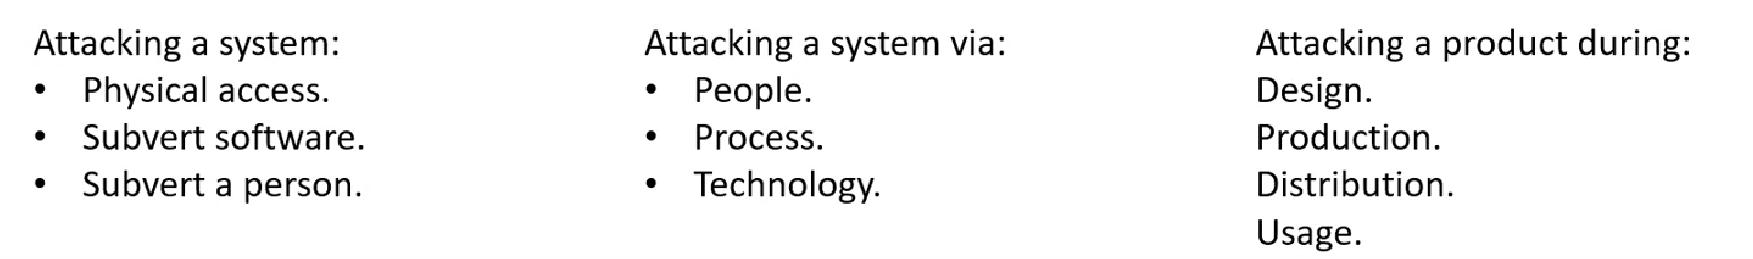 Attacking a system:
• Physical access.
• Subvert software.
• Subvert a person.
Attacking a system via:
• People.
• Process.
• Technology.
Attacking a product during:
Design.
Production.
Distribution.
Usage.